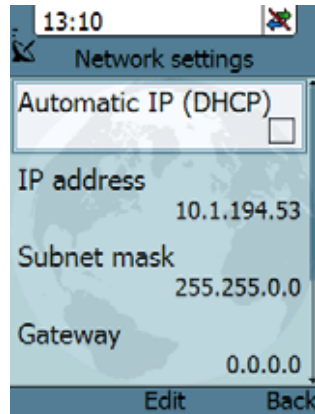 13:10
Network settings
Automatic IP (DHCP)
IP address
10.1.194.53
Subnet mask
255.255.0.0
Gateway
0.0.0.0
Edit Back